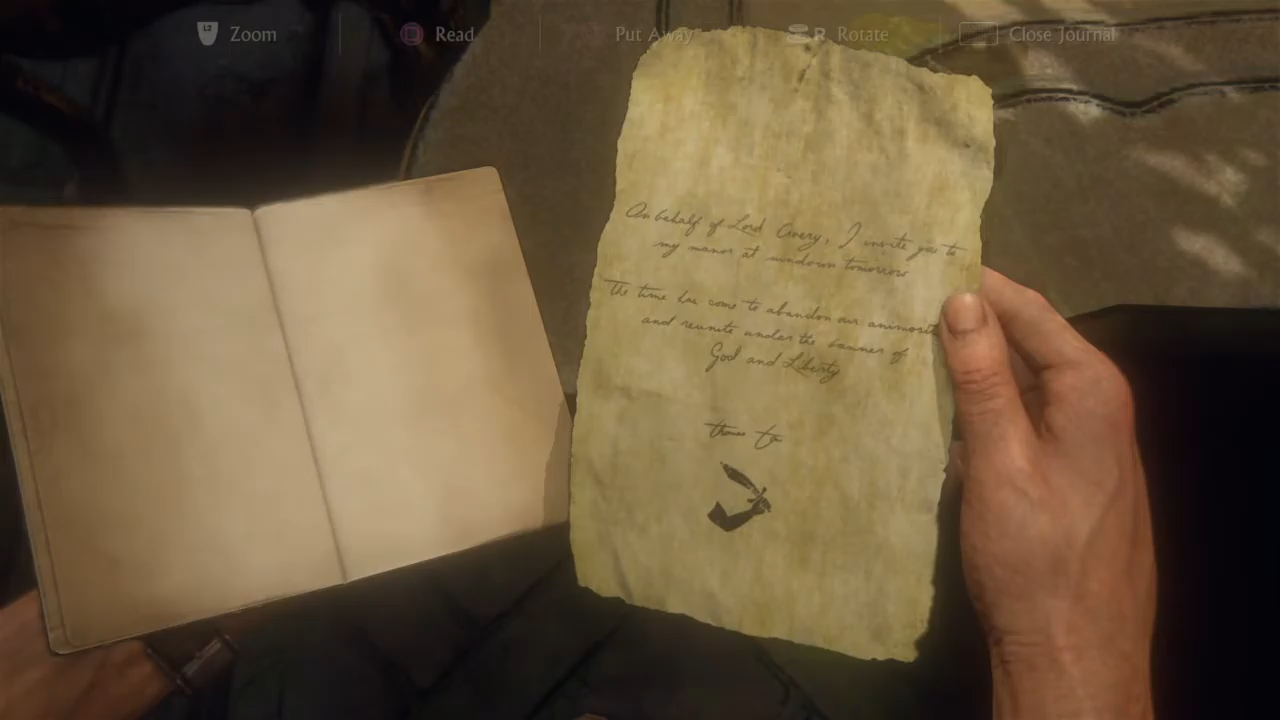 L2 Zoom Read Put Away R Rotate Close Journal
On behalf of Lord Avery, I invite you to
my manor at sundown tomorrow
The time has come to abandon our
and reunite under the banner of
God and Liberty